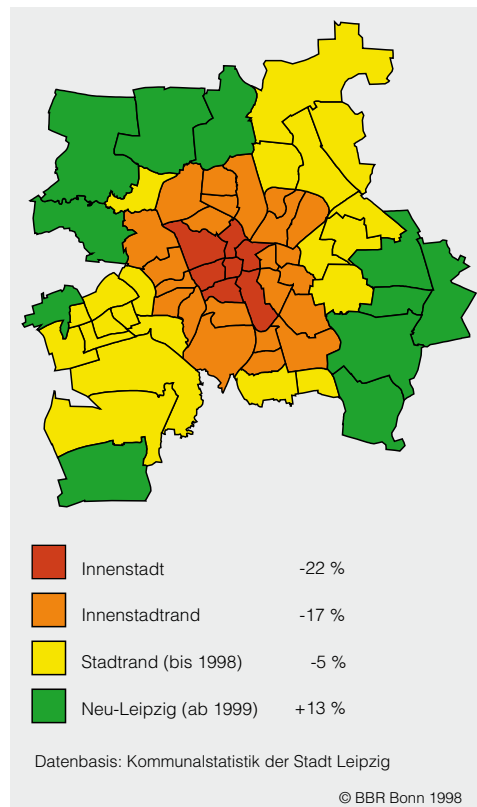 Innenstadt -22 %
Innenstadtrand -17 %
Stadtrand (bis 1998) -5 %
Neu-Leipzig (ab 1999) +13 %
Datenbasis: Kommunalstatistik der Stadt Leipzig
© BBR Bonn 1998